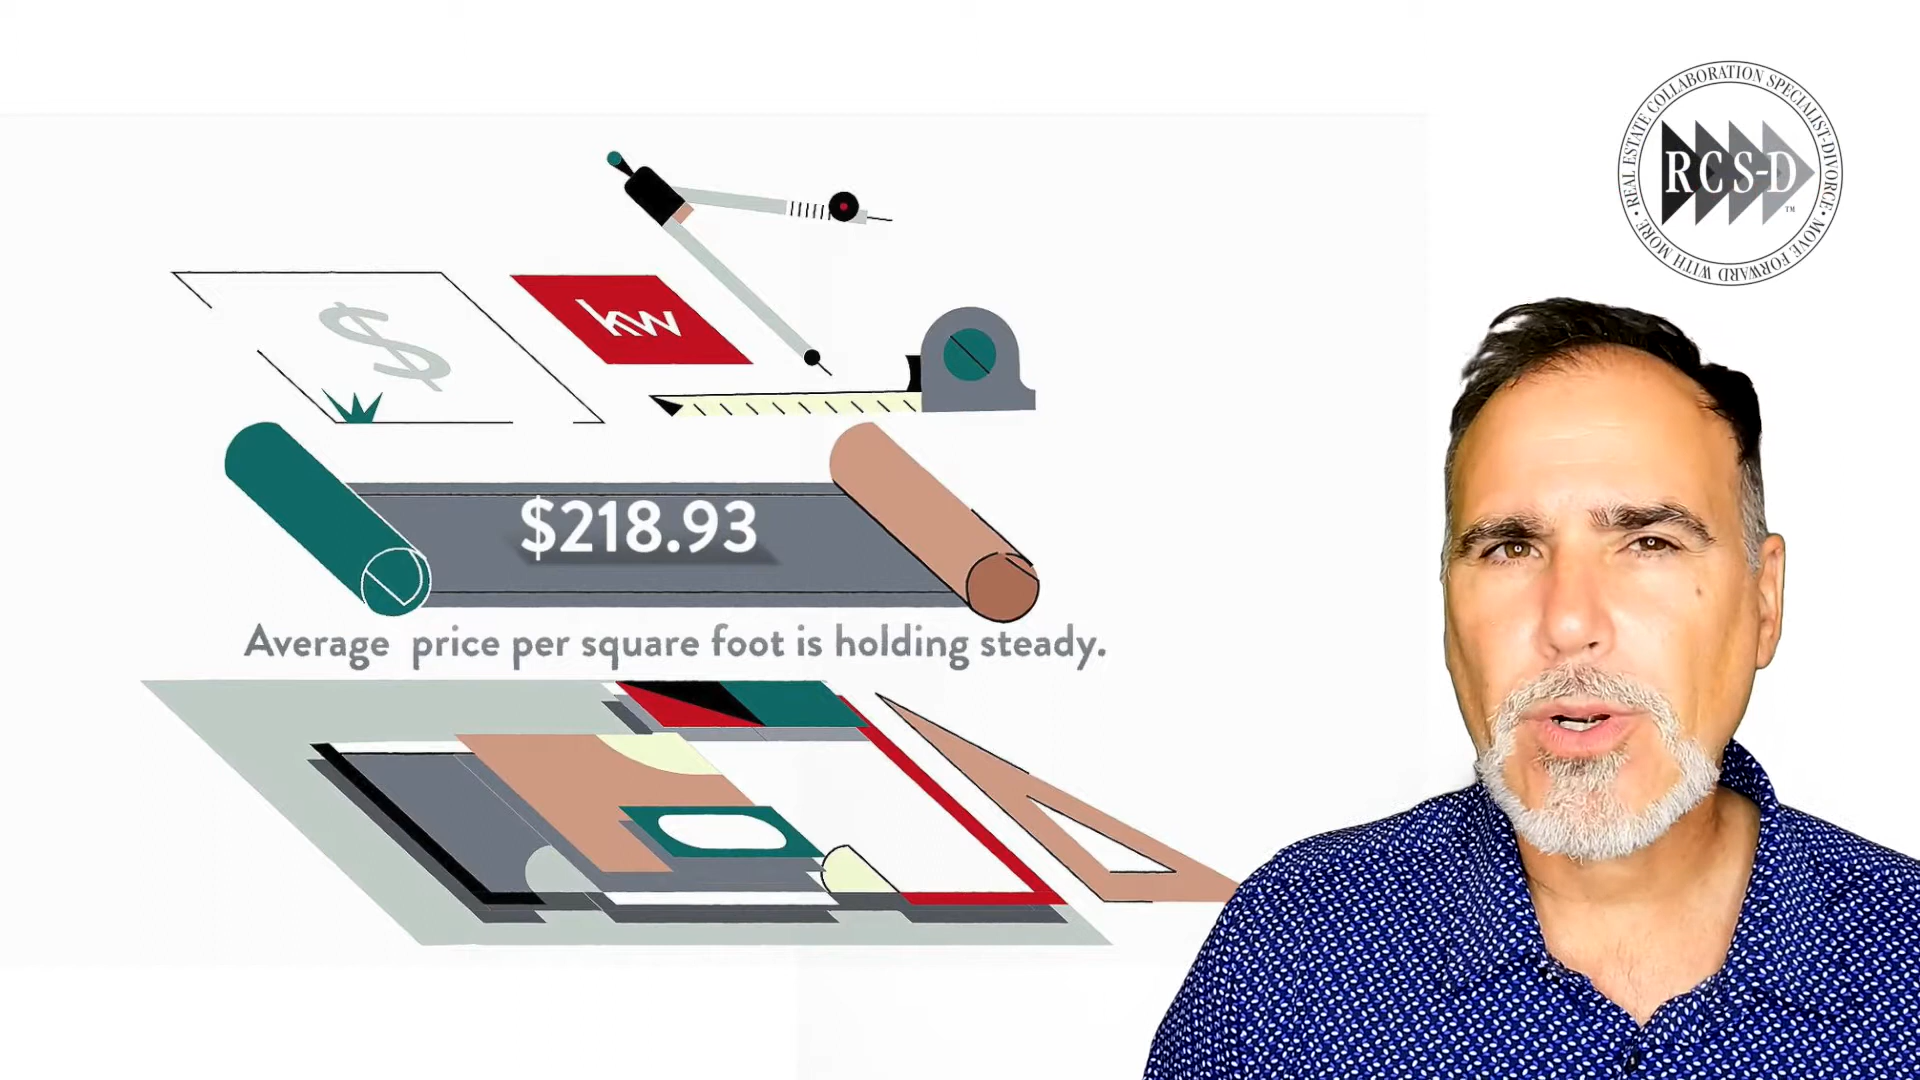 REAL ESTATE COLLABORATION SPECIALIST-DIVORCE • MOVE FORWARD WITH MORE •
RCS-D
™
$
kw
$218.93
Average price per square foot is holding steady.